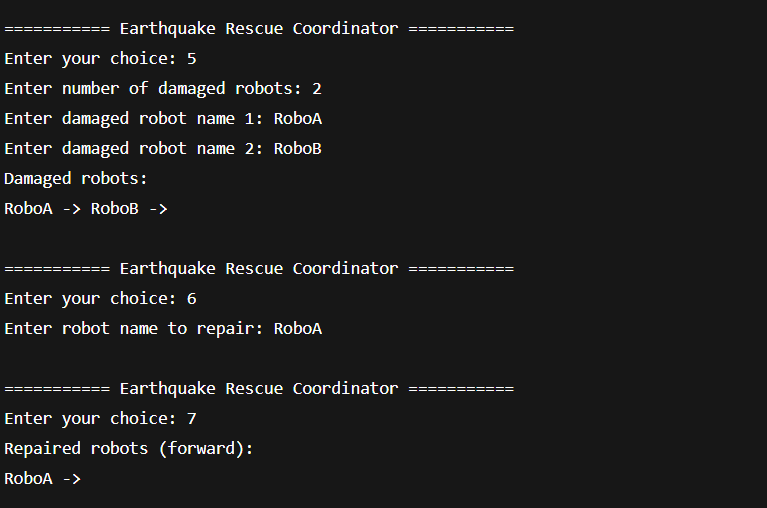 =========== Earthquake Rescue Coordinator ===========
Enter your choice: 5
Enter number of damaged robots: 2
Enter damaged robot name 1: RoboA
Enter damaged robot name 2: RoboB
Damaged robots:
RoboA -> RoboB ->
=========== Earthquake Rescue Coordinator ===========
Enter your choice: 6
Enter robot name to repair: RoboA
=========== Earthquake Rescue Coordinator ===========
Enter your choice: 7
Repaired robots (forward):
RoboA ->